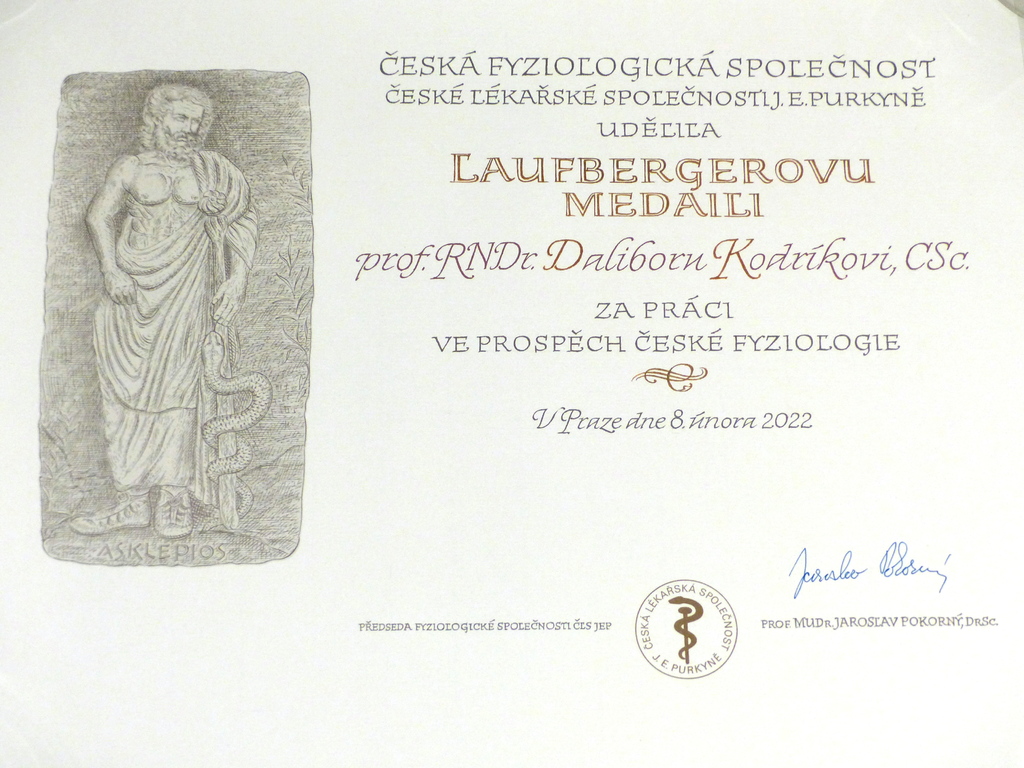 ČESKÁ FYZIOLOGICKÁ SPOLEČNOST
ČESKÉ LÉKAŘSKÉ SPOLEČNOSTI J. E. PURKYNĚ
UDĚLILA
LAUFBERGEROVU
MEDAILI
prof. RNDr. Daliboru Kodríkovi, CSc.
ZA PRÁCI
VE PROSPĚCH ČESKÉ FYZIOLOGIE
V Praze dne 8. února 2022
ASKLEPIOS
Jaroslav Pokorný
PŘEDSEDA FYZIOLOGICKÉ SPOLEČNOSTI ČLS JEP
ČESKÁ LÉKAŘSKÁ SPOLEČNOST
J. E. PURKYNĚ
PROF. MUDr. JAROSLAV POKORNÝ, DrSc.